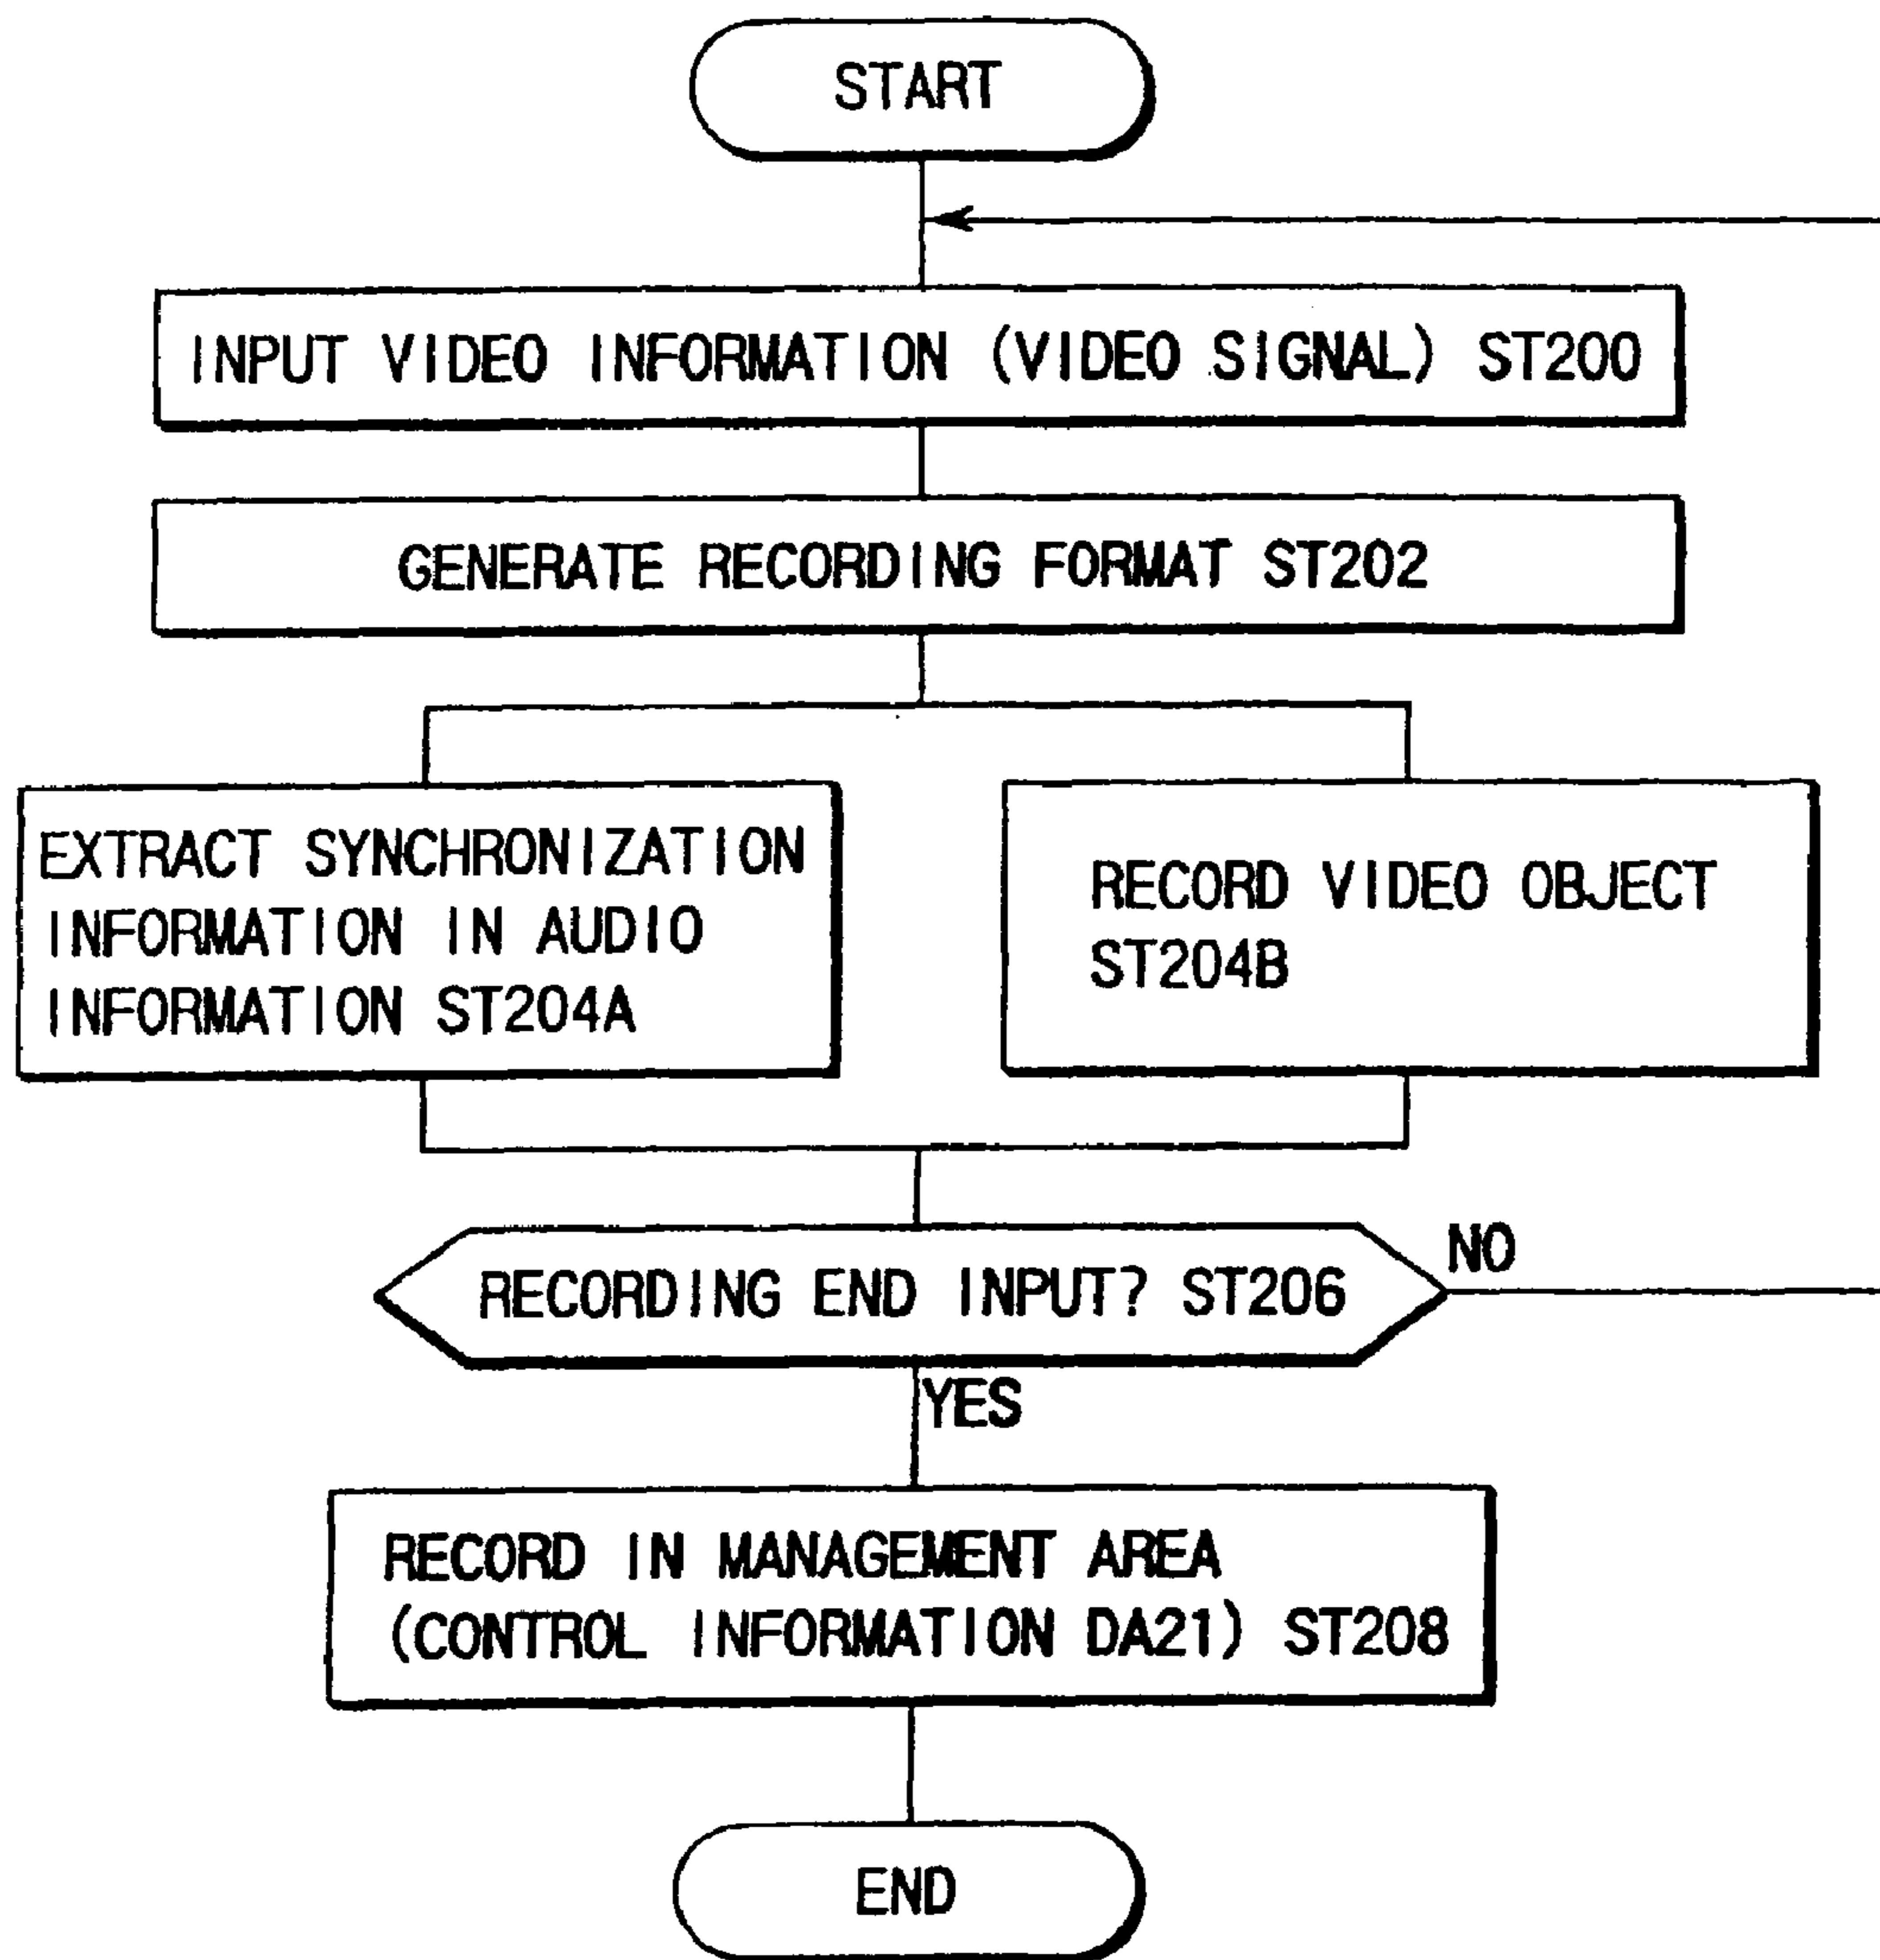 START
INPUT VIDEO INFORMATION (VIDEO SIGNAL) ST200
GENERATE RECORDING FORMAT ST202
EXTRACT SYNCHRONIZATION
INFORMATION IN AUDIO
INFORMATION ST204A
RECORD VIDEO OBJECT
ST204B
RECORDING END INPUT? ST206
NO
YES
RECORD IN MANAGEMENT AREA
(CONTROL INFORMATION DA21) ST208
END